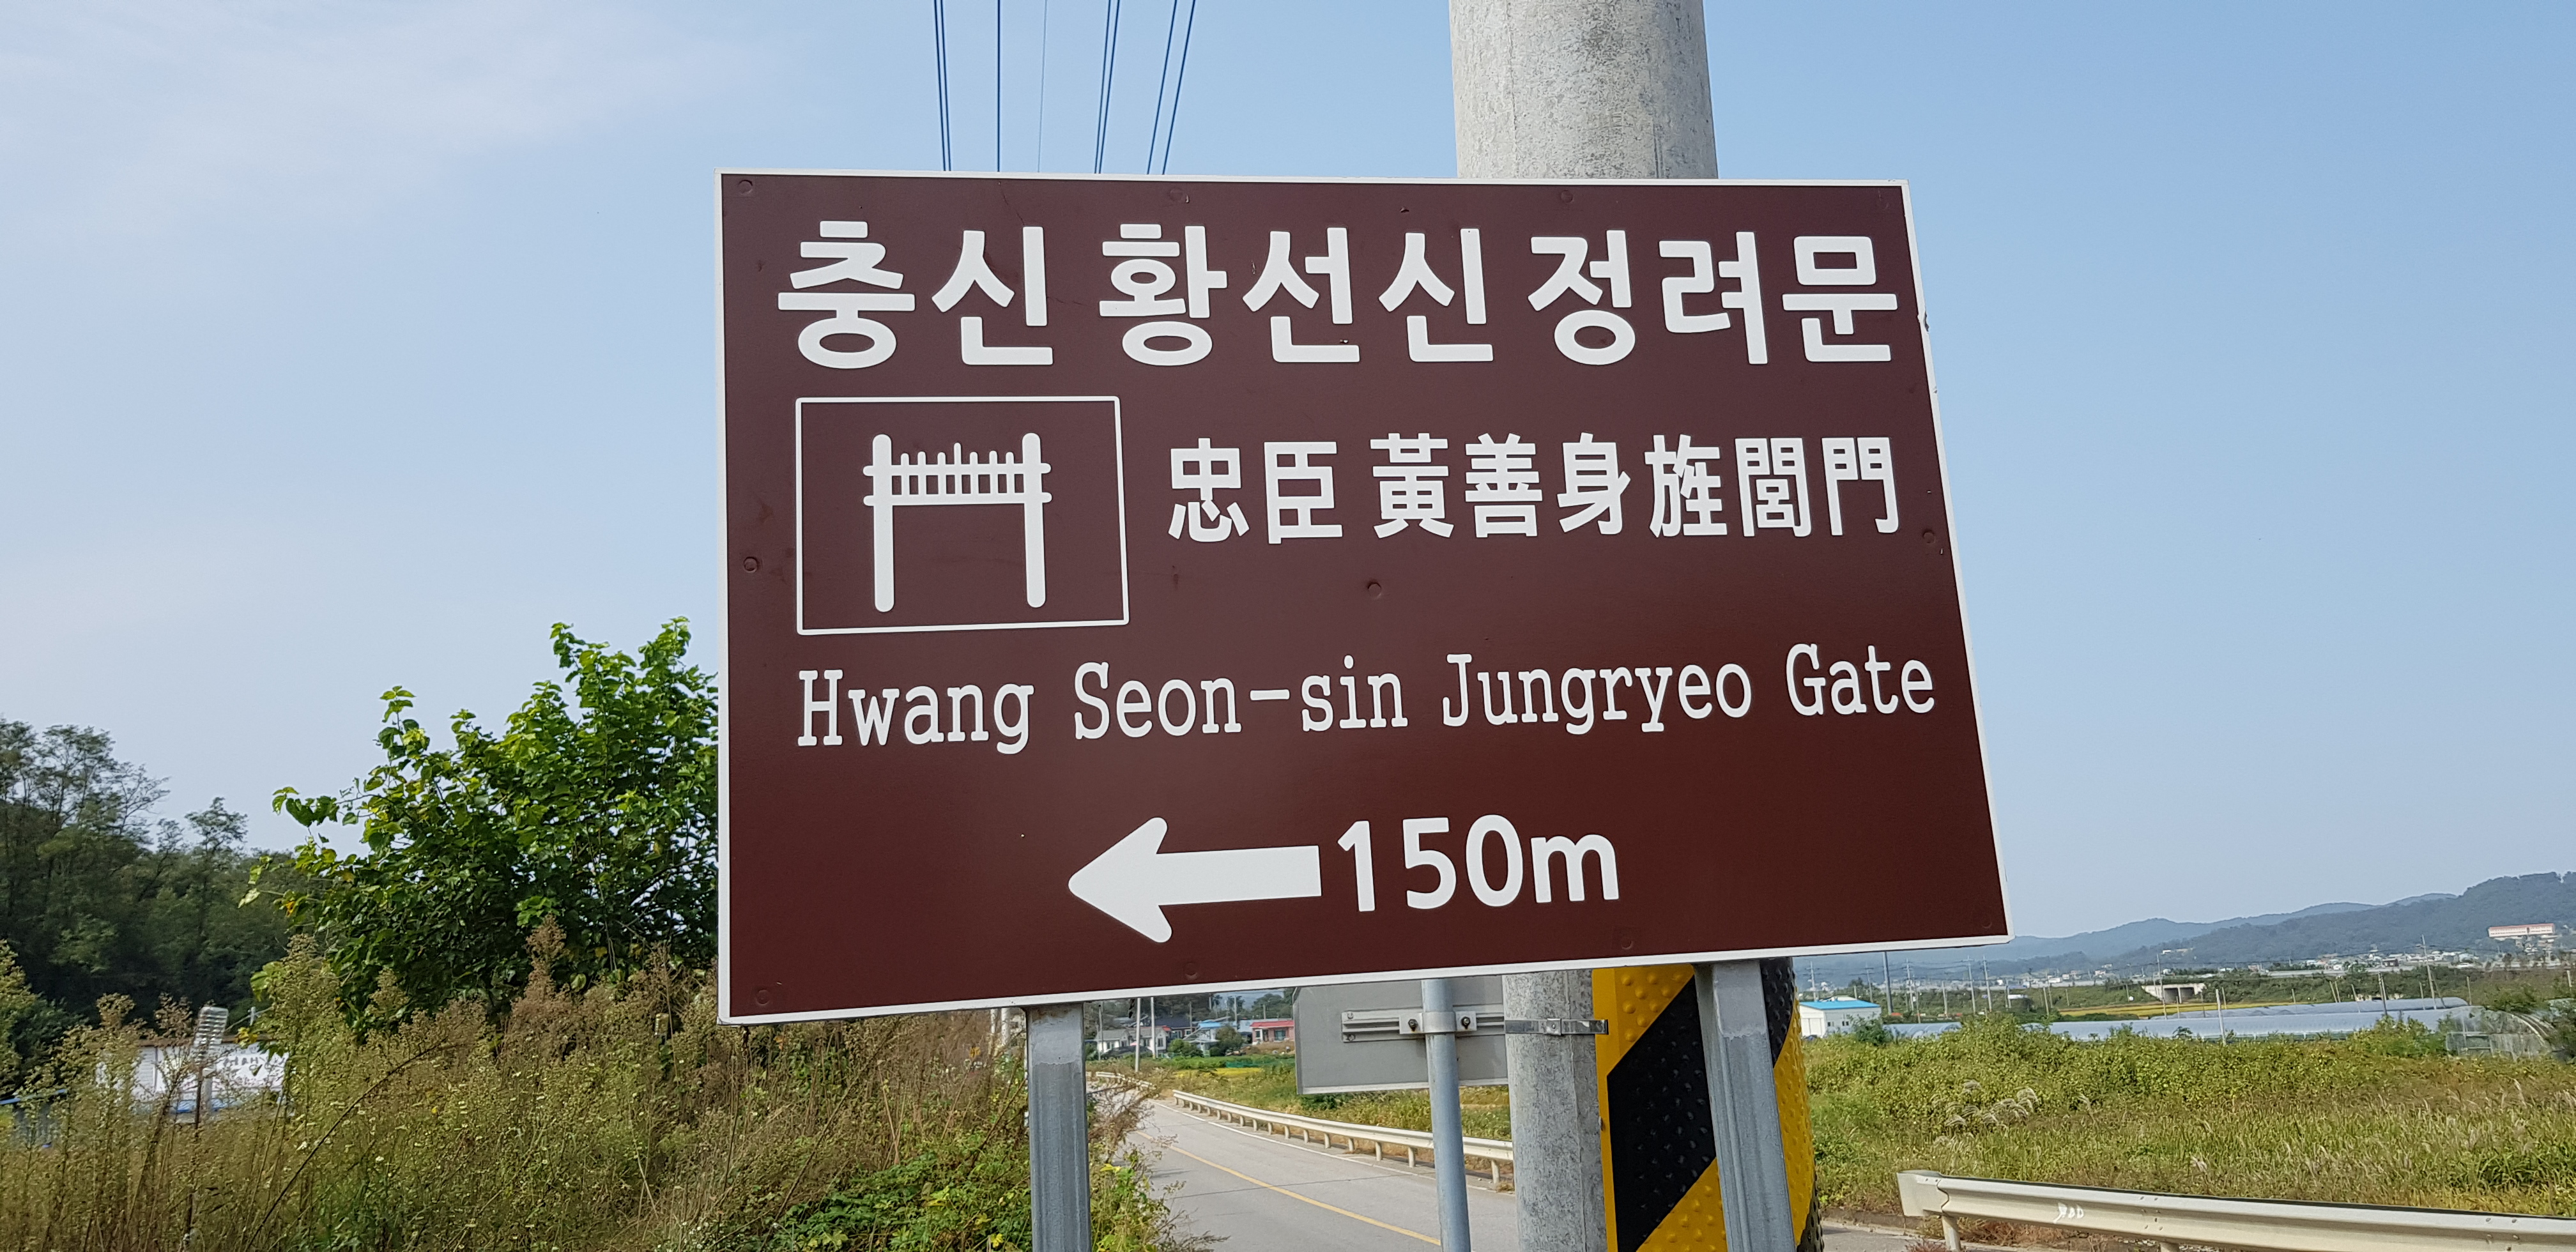 충신 황선신 정려문
忠臣 黃善身 旌閭門
Hwang Seon-sin Jungryeo Gate
150m